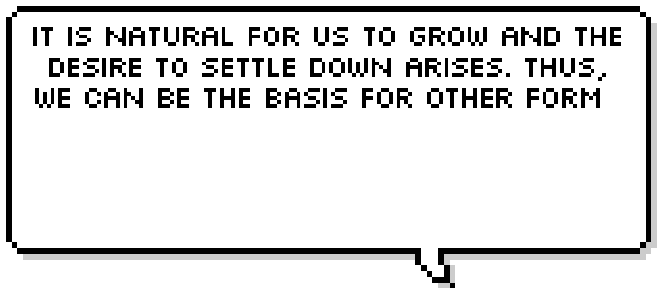 IT IS NATURAL FOR US TO GROW AND THE
DESIRE TO SETTLE DOWN ARISES. THUS,
WE CAN BE THE BASIS FOR OTHER FORM